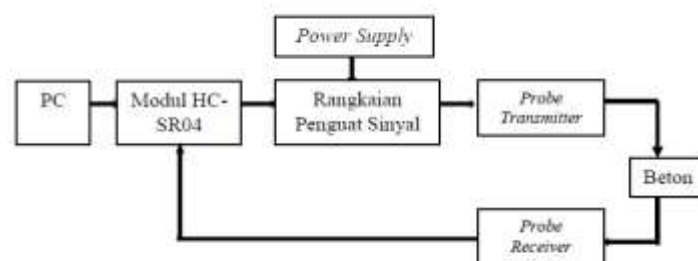 Power Supply
PC
Modul HC-
SR04
Rangkaian
Penguat Sinyal
Probe
Transmitter
Beton
Probe
Receiver